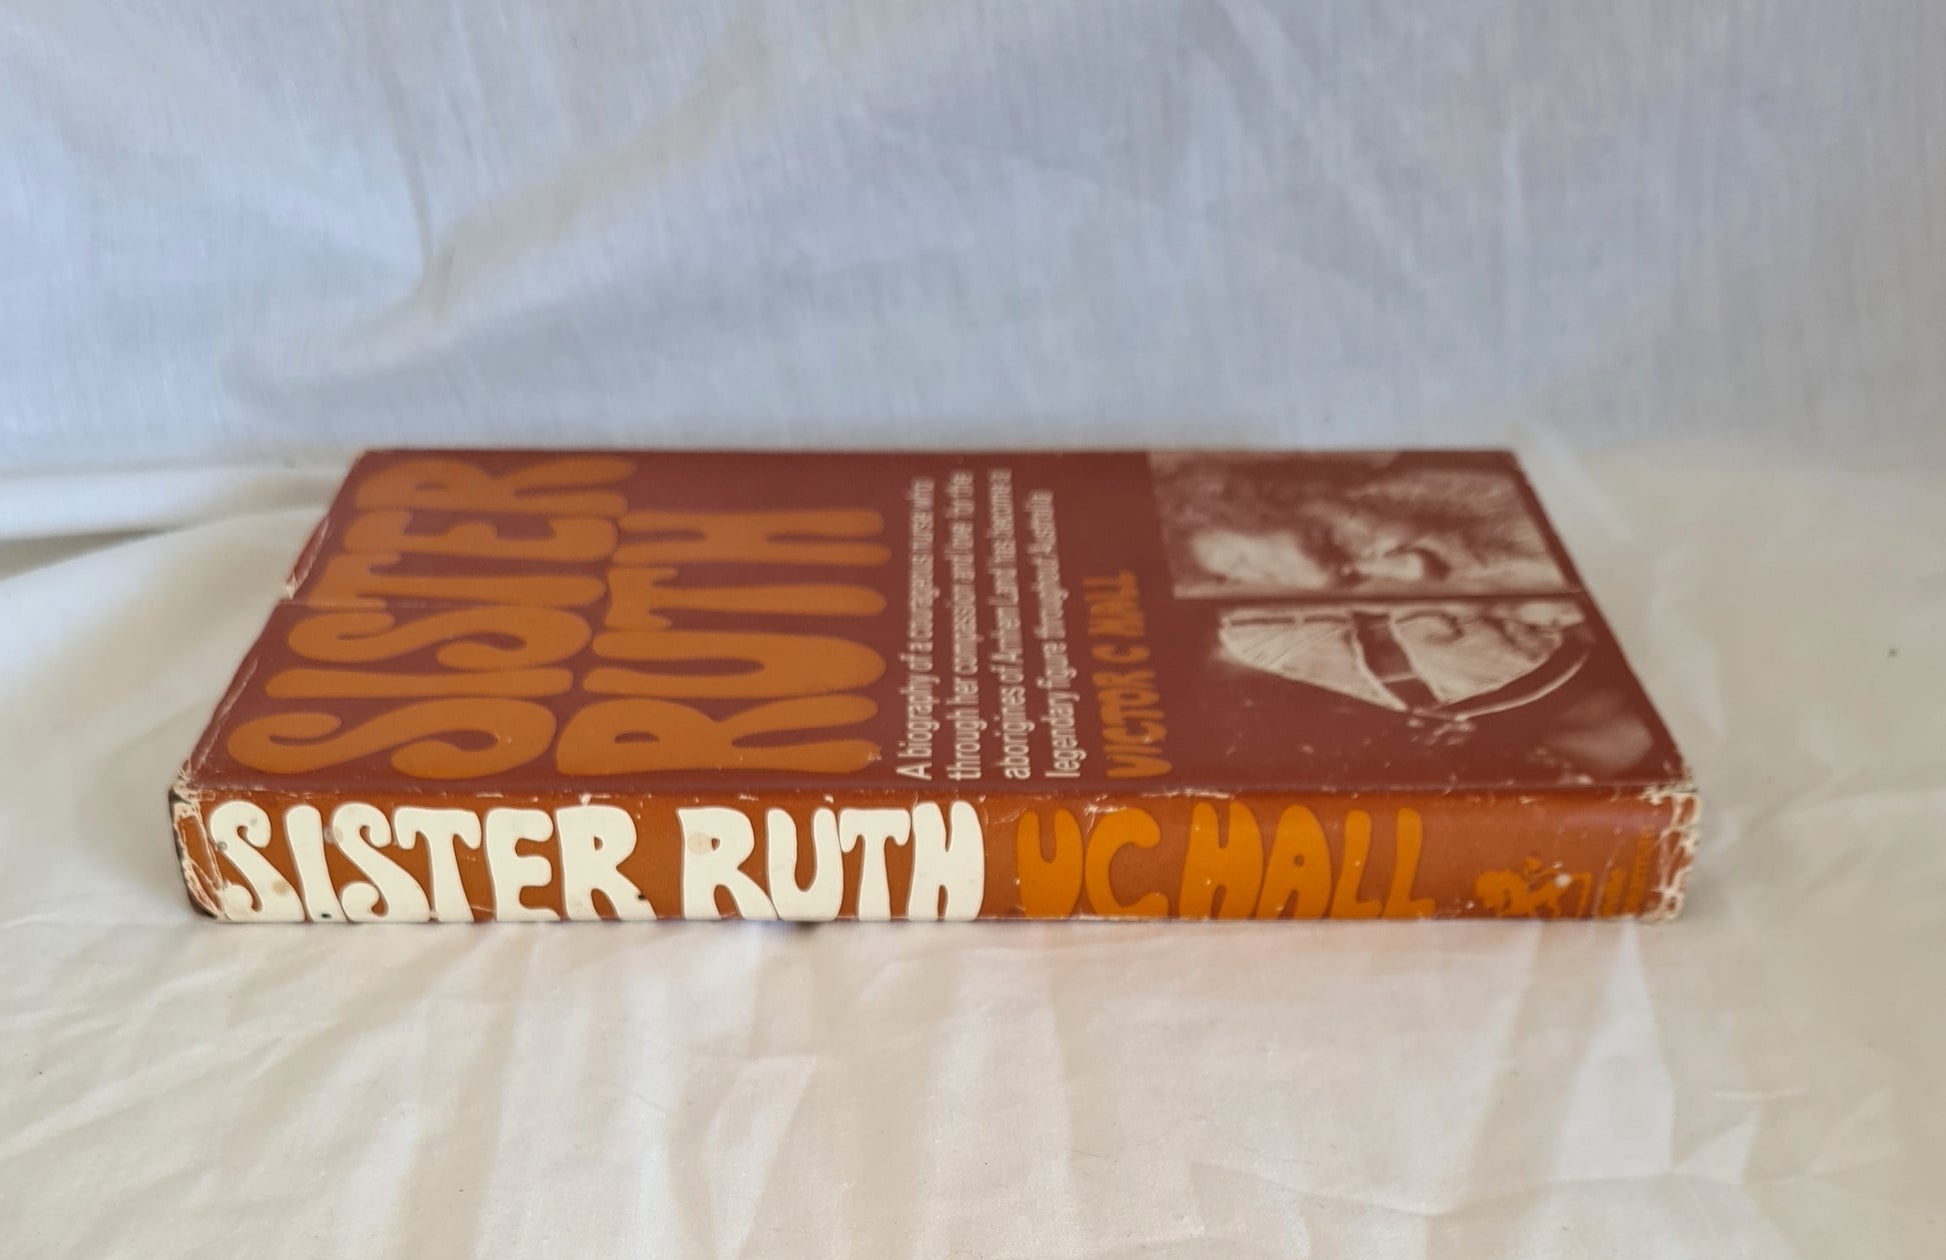 SISTER
RUTH
A biography of a courageous nurse who
through her compassion and love for the
aborigines of Arnhem Land has become a
legendary figure throughout Australia
VICTOR C HALL
SISTER RUTH VC HALL